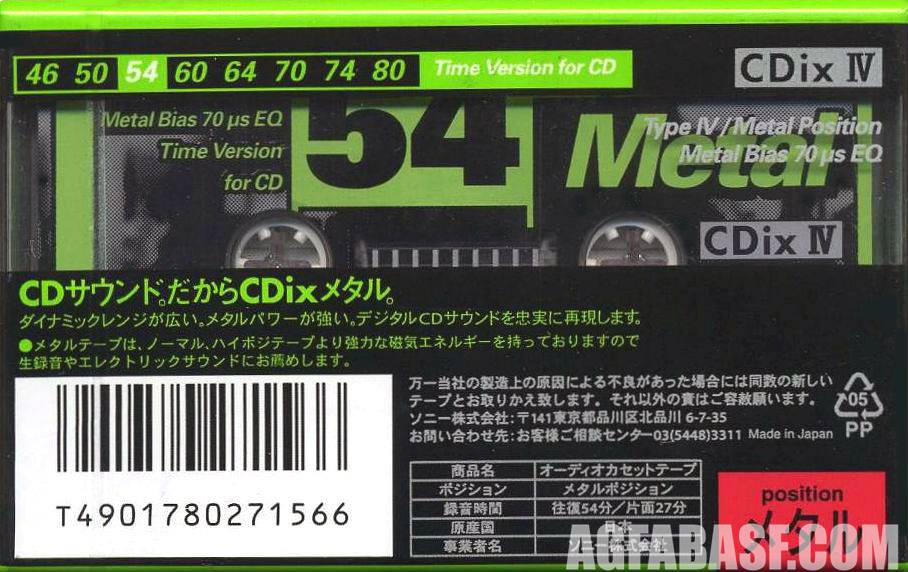 46 50 54 60 64 70 74 80 Time Version for CD
CDix IV
Metal Bias 70 µs EQ
Time Version
for CD
54
Metal
Type IV / Metal Position
Metal Bias 70 µs EQ
CDix IV
CDサウンド。だからCDixメタル。
ダイナミックレンジが広い。メタルパワーが強い。デジタルCDサウンドを忠実に再現します。
●メタルテープは、ノーマル、ハイポジテープより強力な磁気エネルギーを持っておりますので
生録音やエレクトリックサウンドにお薦めします。
T4901780271566
万一当社の製造上の原因による不良があった場合には同数の新しい
テープとお取りかえ致します。それ以外の責はご容赦願います。
ソニー株式会社:〒141東京都品川区北品川 6-7-35
お問い合わせ先:お客様ご相談センター03(5448)3311 Made in Japan
05
PP
商品名 オーディオカセットテープ
ポジション メタルポジション
録音時間 往復54分/片面27分
原産国 日本
事業者名 ソニー株式会社
position
メタル
AGFABASF.COM